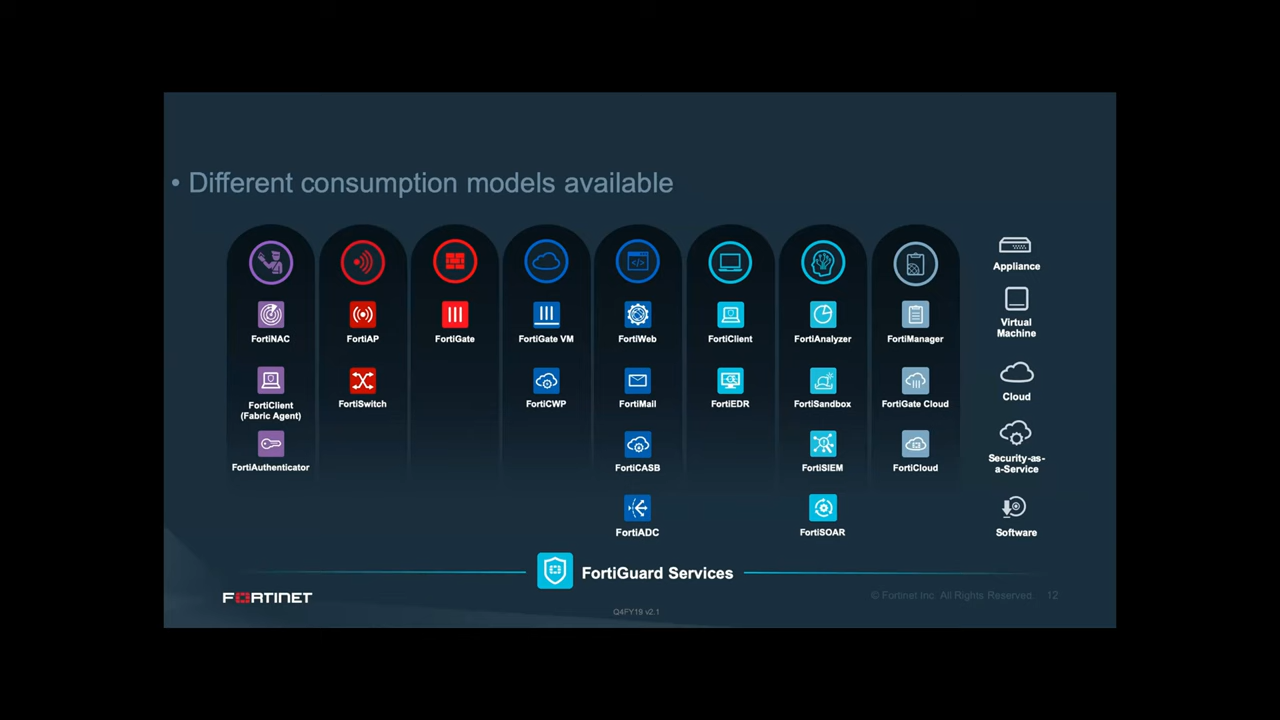 • Different consumption models available
Appliance
FortiNAC
FortiAP
FortiGate
FortiGate VM
FortiWeb
FortiClient
FortiAnalyzer
FortiManager
Virtual
Machine
FortiClient
(Fabric Agent)
FortiSwitch
FortiCWP
FortiMail
FortiEDR
FortiSandbox
FortiGate Cloud
Cloud
FortiAuthenticator
FortiCASB
FortiSIEM
FortiCloud
Security-as-
a-Service
FortiADC
FortiSOAR
Software
FortiGuard Services
FORTINET
© Fortinet Inc. All Rights Reserved.
12
Q4FY19 v2.1